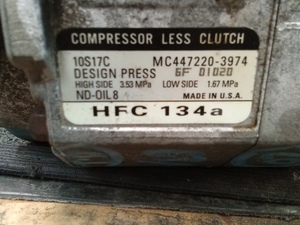 COMPRESSOR LESS CLUTCH
10S17C MC447220-3974
DESIGN PRESS 6F 01020
ND-OIL 8 HIGH SIDE 3.53 MPa LOW SIDE 1.67 MPa
MADE IN U.S.A.
HFC 134a